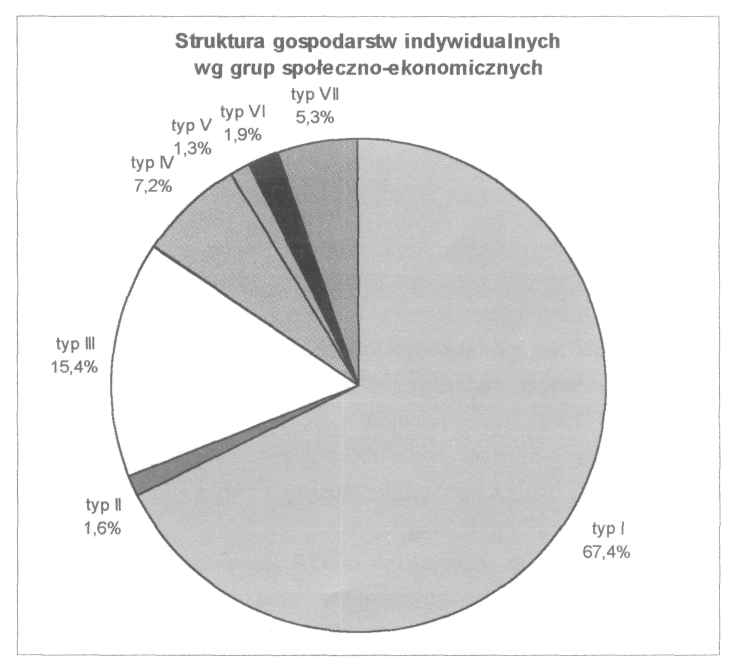 Struktura gospodarstw indywidualnych
wg grup społeczno-ekonomicznych
typ VII
5,3%
typ VI
1,9%
typ V
1,3%
typ IV
7,2%
typ III
15,4%
typ II
1,6%
typ I
67,4%